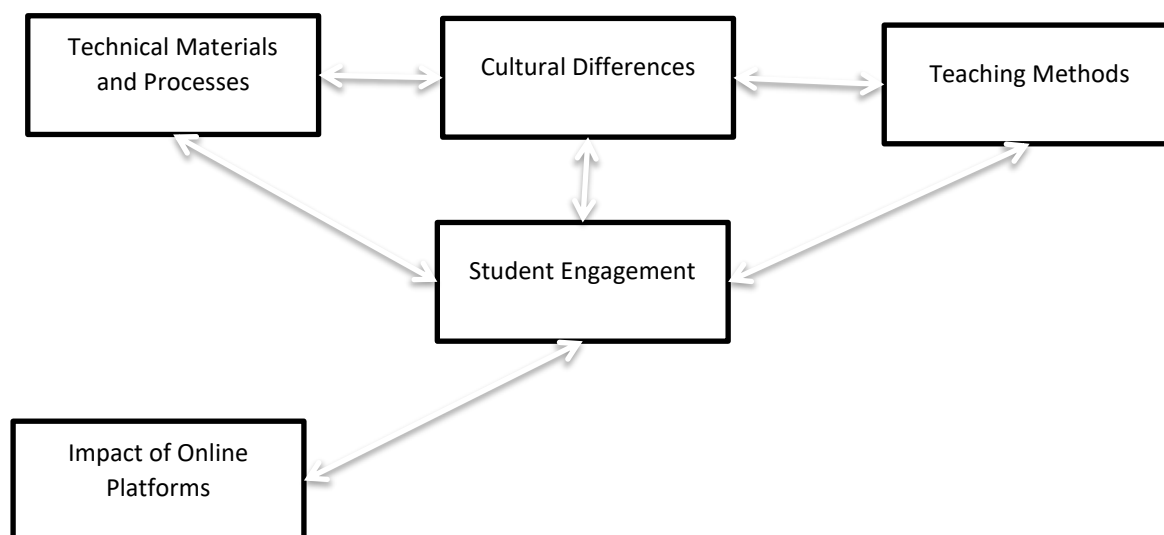 Technical Materials
and Processes
Cultural Differences
Teaching Methods
Student Engagement
Impact of Online
Platforms